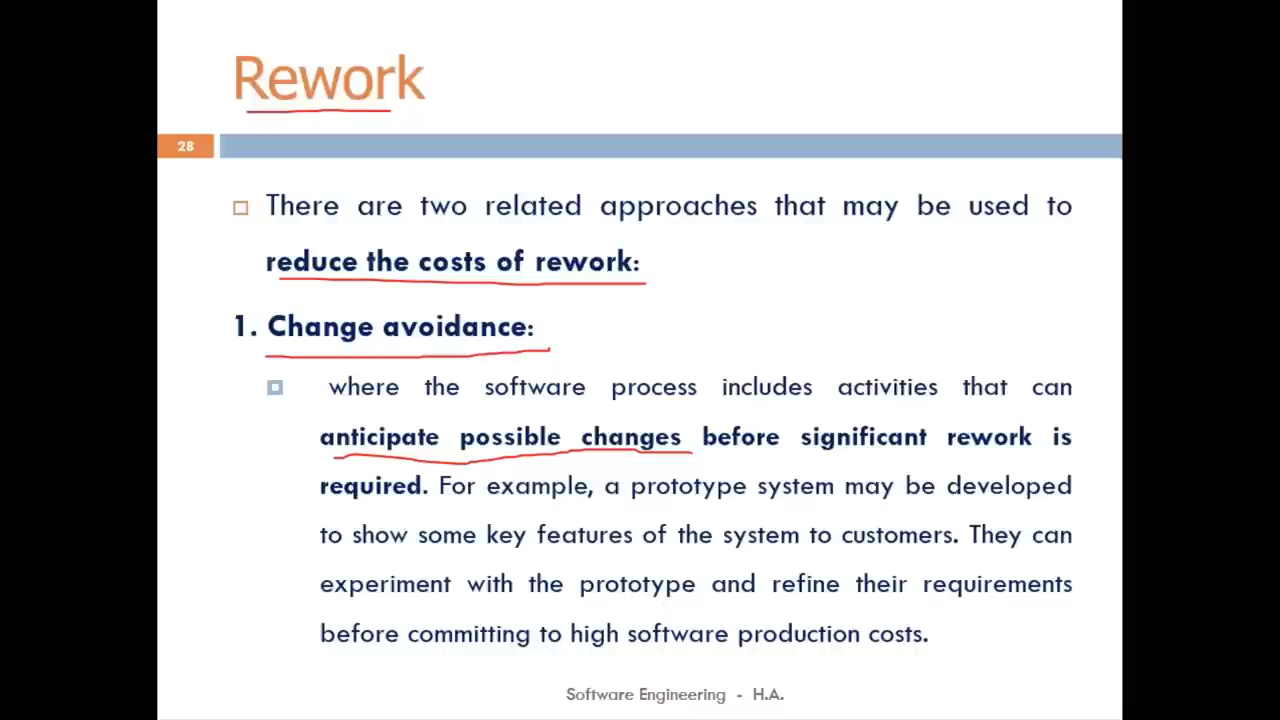 Rework
28
There are two related approaches that may be used to
reduce the costs of rework:
1. Change avoidance:
where the software process includes activities that can
anticipate possible changes before significant rework is
required. For example, a prototype system may be developed
to show some key features of the system to customers. They can
experiment with the prototype and refine their requirements
before committing to high software production costs.
Software Engineering - H.A.